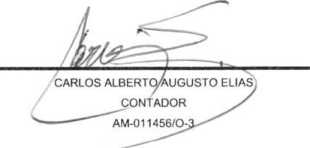 CARLOS ALBERTO AUGUSTO ELIAS
CONTADOR
AM-011456/O-3